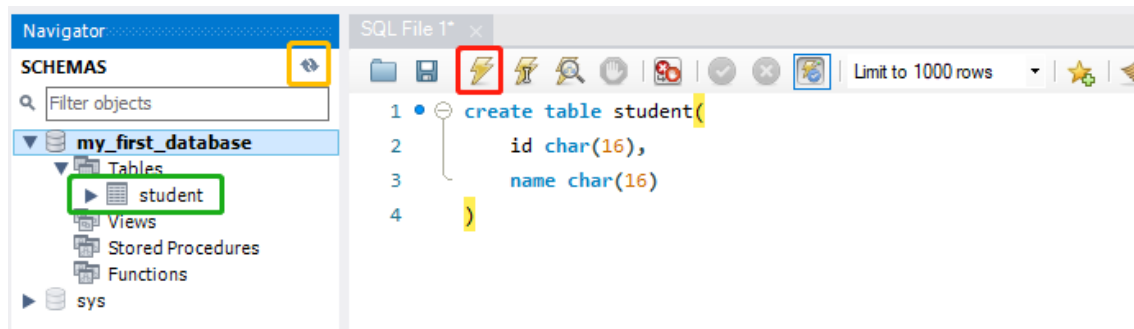 Navigator
SCHEMAS
Filter objects
my_first_database
Tables
student
Views
Stored Procedures
Functions
sys
SQL File 1*
Limit to 1000 rows
1 create table student(
2 id char(16),
3 name char(16)
4 )